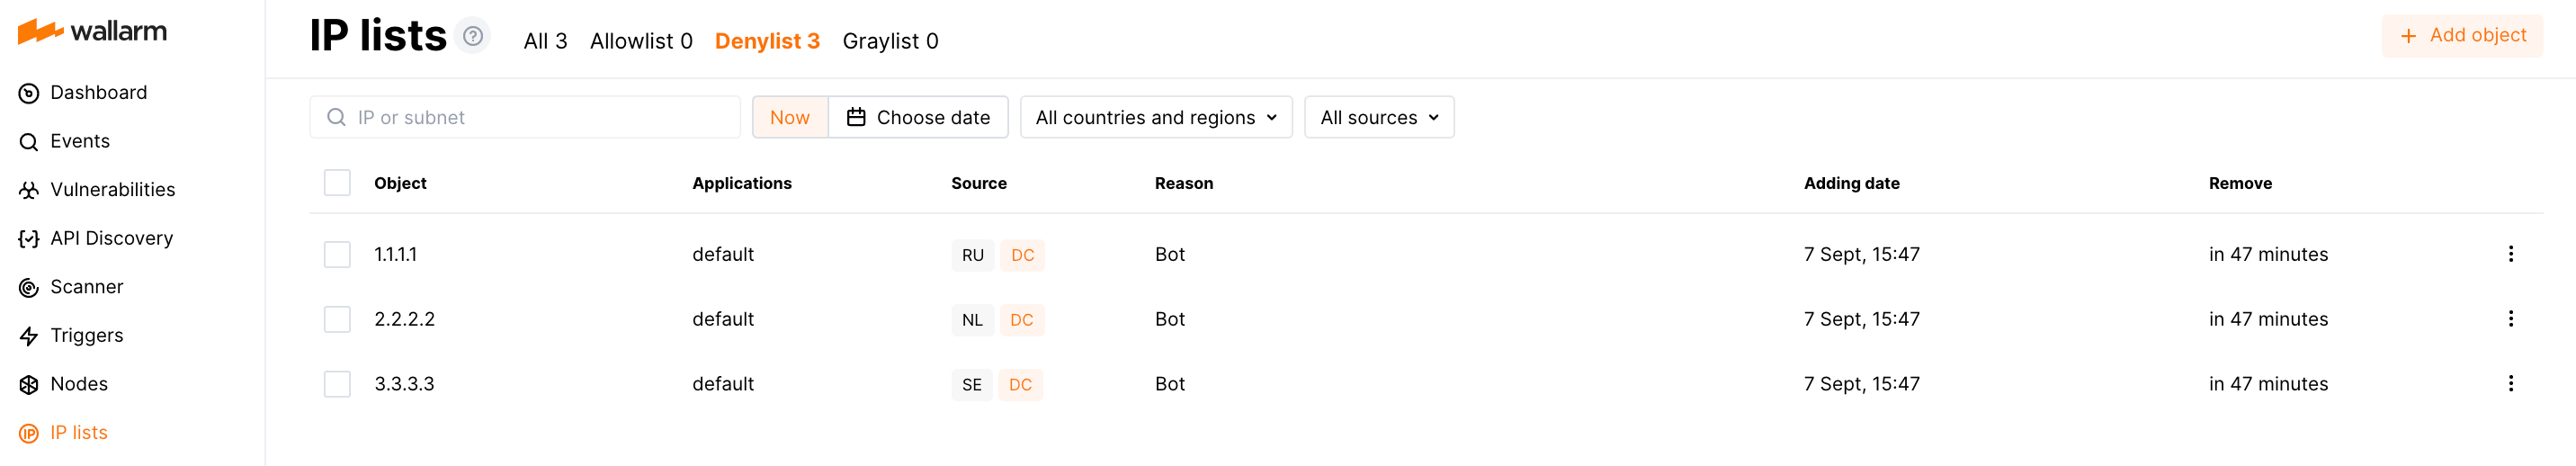 wallarm
Dashboard
Events
Vulnerabilities
API Discovery
Scanner
Triggers
Nodes
IP lists
IP lists ? All 3 Allowlist 0 Denylist 3 Graylist 0 + Add object
IP or subnet Now Choose date All countries and regions All sources
Object Applications Source Reason Adding date Remove
1.1.1.1 default RU DC Bot 7 Sept, 15:47 in 47 minutes
2.2.2.2 default NL DC Bot 7 Sept, 15:47 in 47 minutes
3.3.3.3 default SE DC Bot 7 Sept, 15:47 in 47 minutes